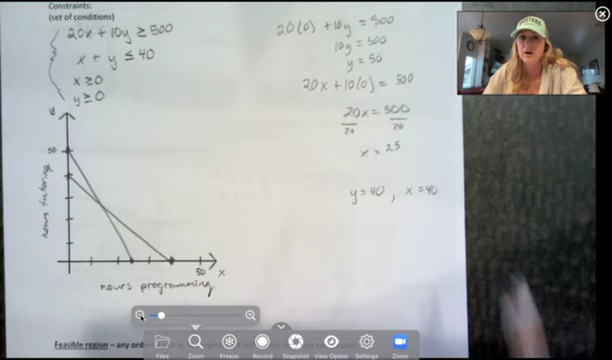 Constraints:
(set of conditions)
20x + 10y ≥ 500
x + y ≤ 40
x ≥ 0
y ≥ 0
20(0) + 10y = 500
10y = 500
y = 50
20x + 10(0) = 500
20x = 500
20 20
x = 25
y = 40 , x = 40
50
hours tutoring
50 x
hours programming
Feasible region – any
Files Zoom Freeze Record Snapshot View Option Settings Zoom